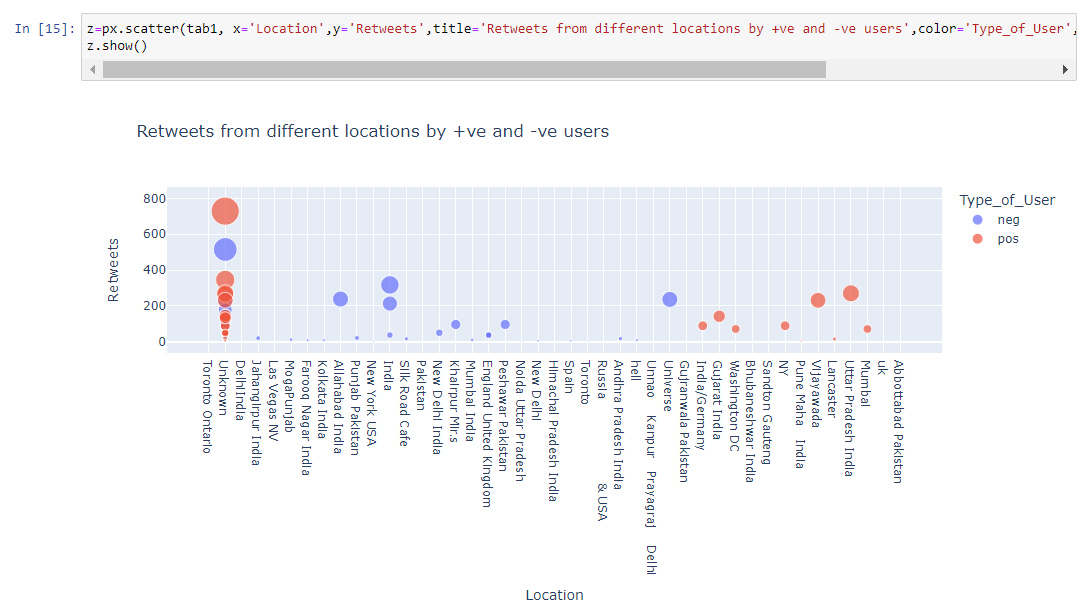 In [15]:
z=px.scatter(tab1, x='Location',y='Retweets',title='Retweets from different locations by +ve and -ve users',color='Type_of_User',
z.show()
Retweets from different locations by +ve and -ve users
800
600
400
200
0
Retweets
Type_of_User
neg
pos
Toronto Ontario
Unknown
DelhiIndia
Jahangirpur India
Las Vegas NV
MogaPunjab
Farooq Nagar India
Kolkata India
Allahabad India
Punjab Pakistan
New York USA
India
Silk Road Cafe
Pakistan
New Delhi India
Khairpur Mir.s
Mumbai India
England United Kingdom
Peshawar Pakistan
Noida Uttar Pradesh
New Delhi
Himachal Pradesh India
Spain
Toronto
Russia & USA
Andhra Pradesh India
hell
Unnao Kanpur Prayagraj Delhi
Universe
Gujranwala Pakistan
India/Germany
Gujarat India
Washington DC
Bhubaneshwar India
Sandton Gauteng
NY
Pune Maha India
Vijayawada
Lancaster
Uttar Pradesh India
Mumbai
uk
Abbottabad Pakistan
Location